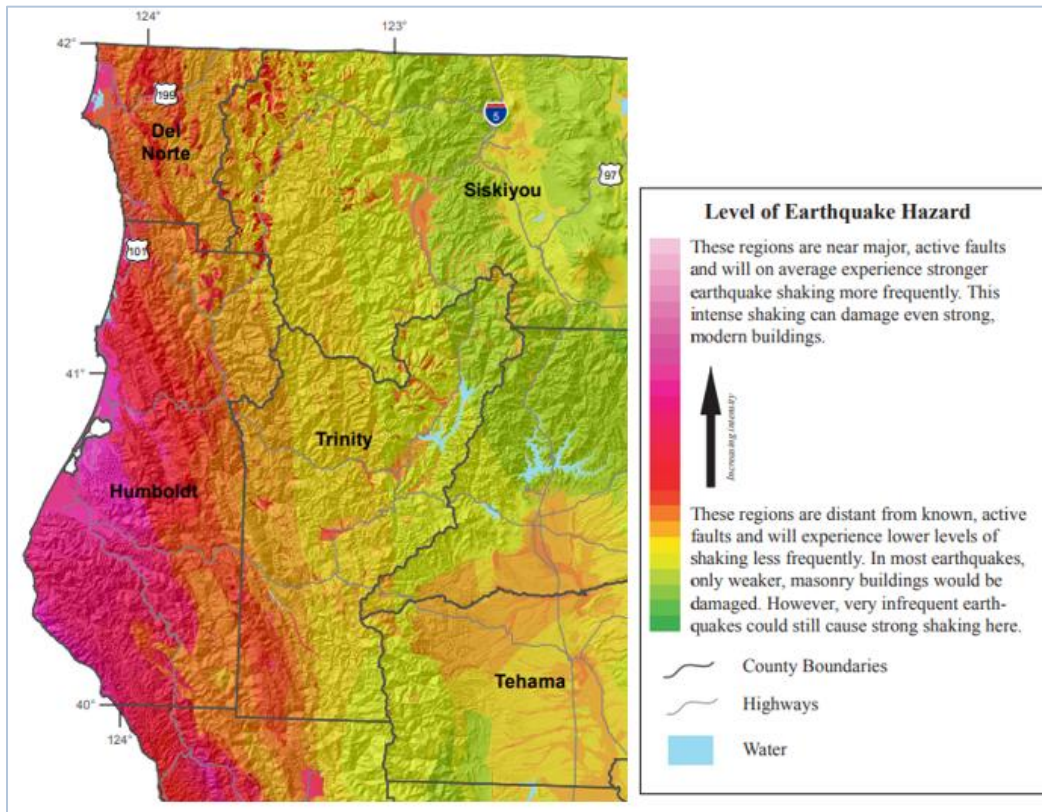 124°
123°
42°
199
Del
Norte
5
97
Siskiyou
101
41°
Trinity
Humboldt
Tehama
40°
124°
Level of Earthquake Hazard
These regions are near major, active faults
and will on average experience stronger
earthquake shaking more frequently. This
intense shaking can damage even strong,
modern buildings.
Increasing intensity
These regions are distant from known, active
faults and will experience lower levels of
shaking less frequently. In most earthquakes,
only weaker, masonry buildings would be
damaged. However, very infrequent earth-
quakes could still cause strong shaking here.
County Boundaries
Highways
Water